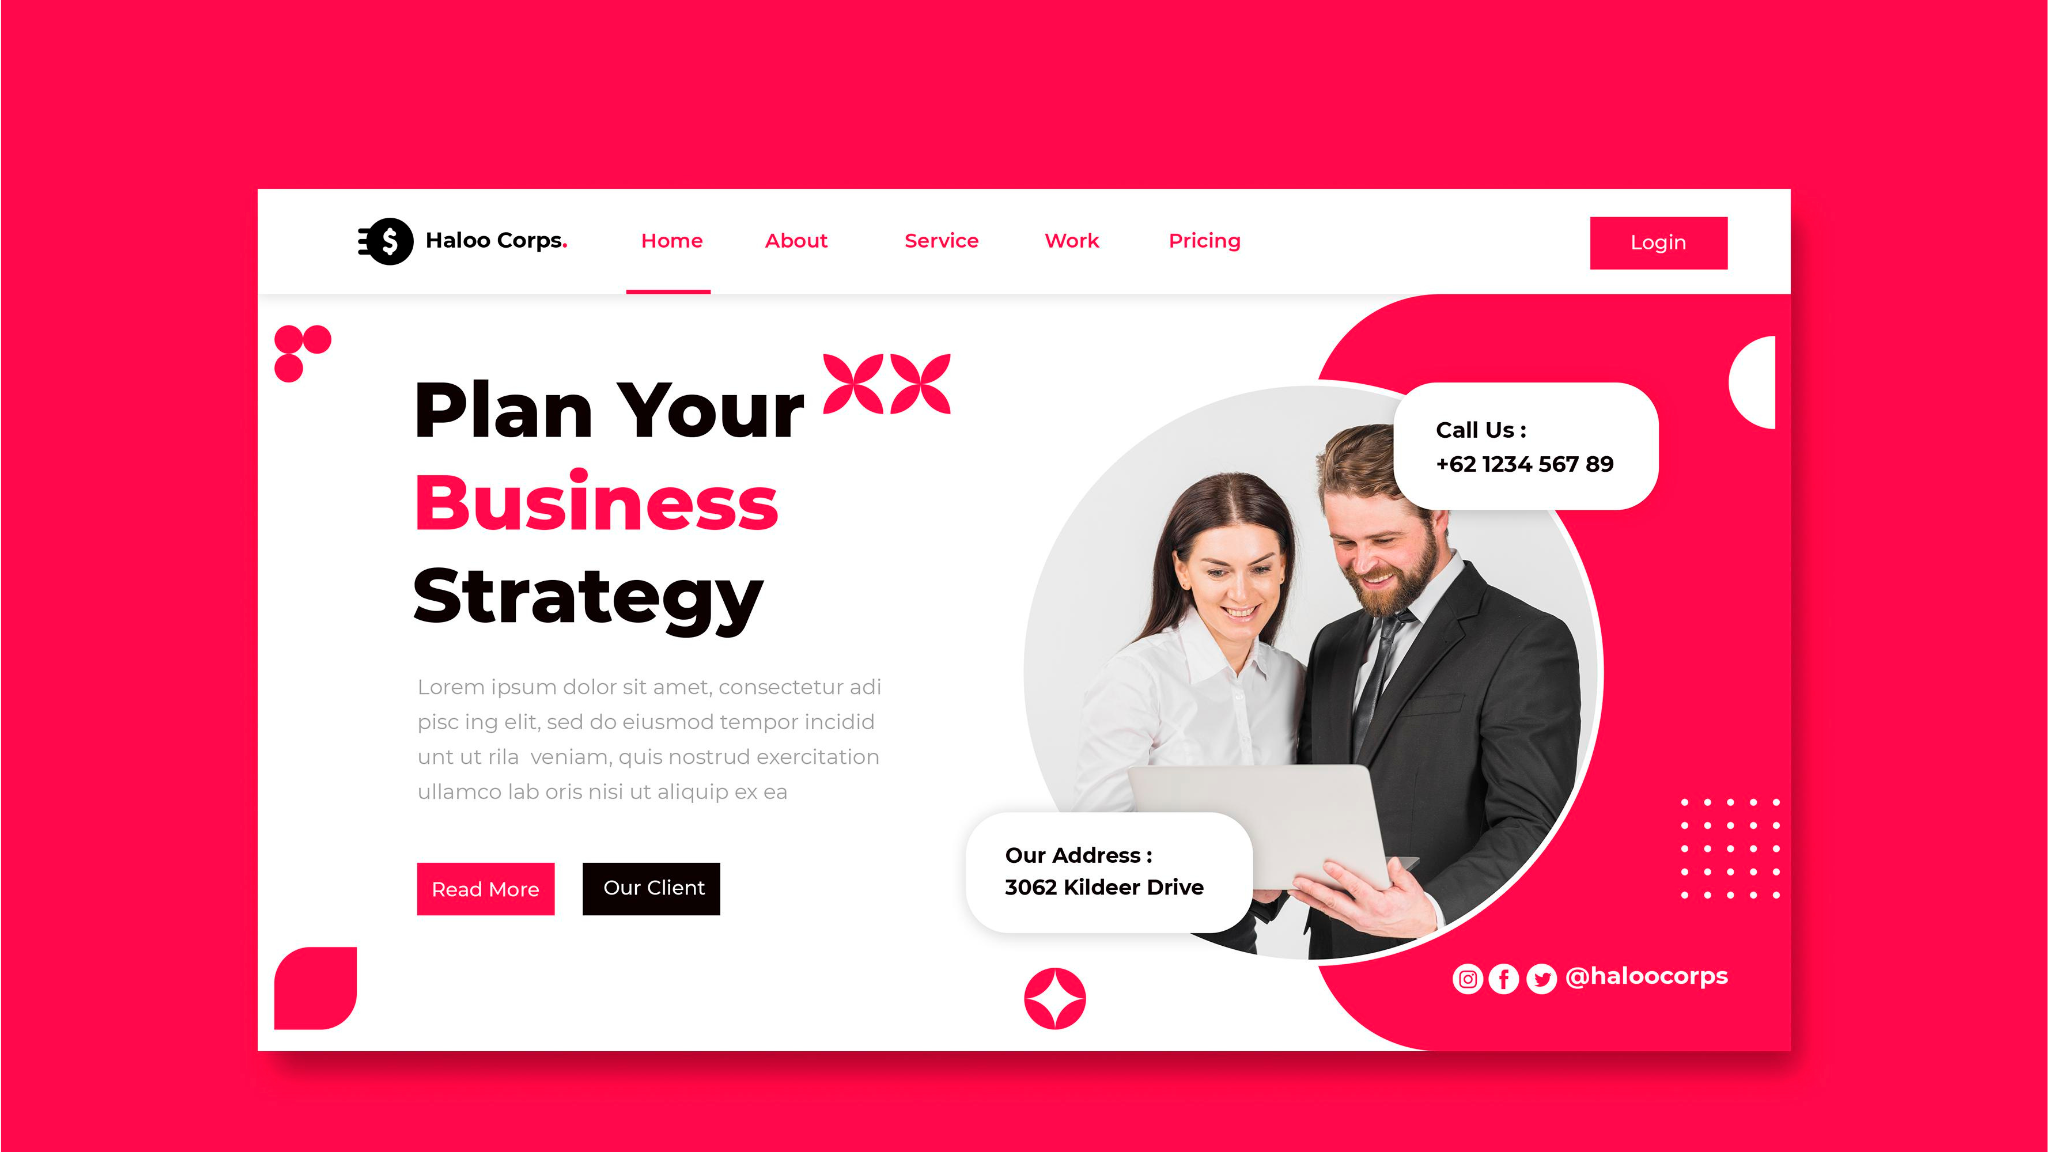 Haloo Corps.
Home About Service Work Pricing
Login
Plan Your
Business
Strategy
Lorem ipsum dolor sit amet, consectetur adi
pisc ing elit, sed do eiusmod tempor incidid
unt ut rila veniam, quis nostrud exercitation
ullamco lab oris nisi ut aliquip ex ea
Read More
Our Client
Call Us :
+62 1234 567 89
Our Address :
3062 Kildeer Drive
@haloocorps